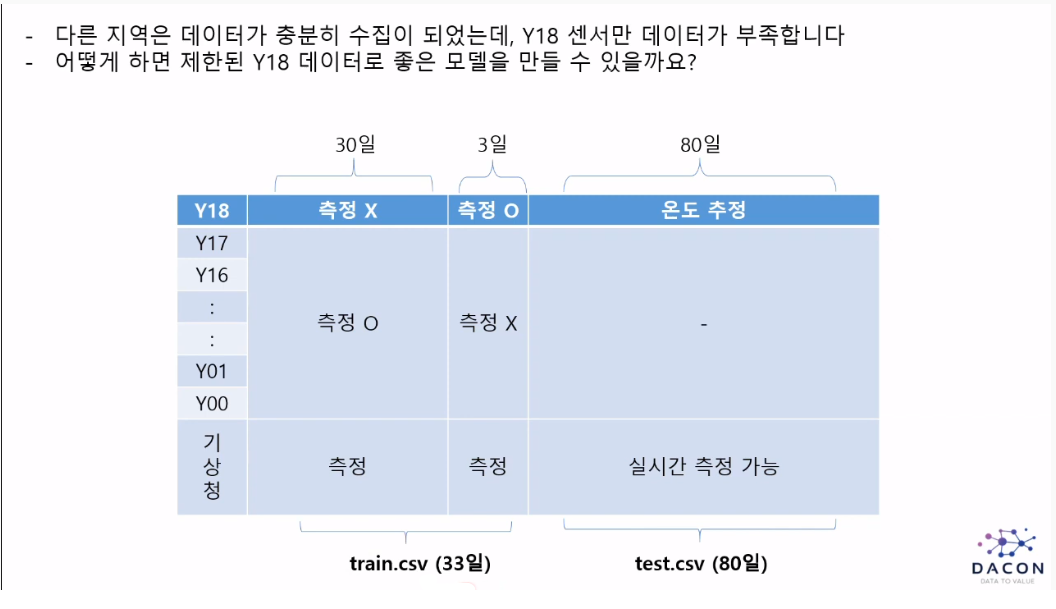 - 다른 지역은 데이터가 충분히 수집이 되었는데, Y18 센서만 데이터가 부족합니다
- 어떻게 하면 제한된 Y18 데이터로 좋은 모델을 만들 수 있을까요?
30일 3일 80일
Y18 측정 X 측정 O 온도 추정
Y17
Y16
:
측정 O 측정 X -
:
Y01
Y00
기
상
청
측정 측정 실시간 측정 가능
train.csv (33일) test.csv (80일)
DACON
DATA TO VALUE